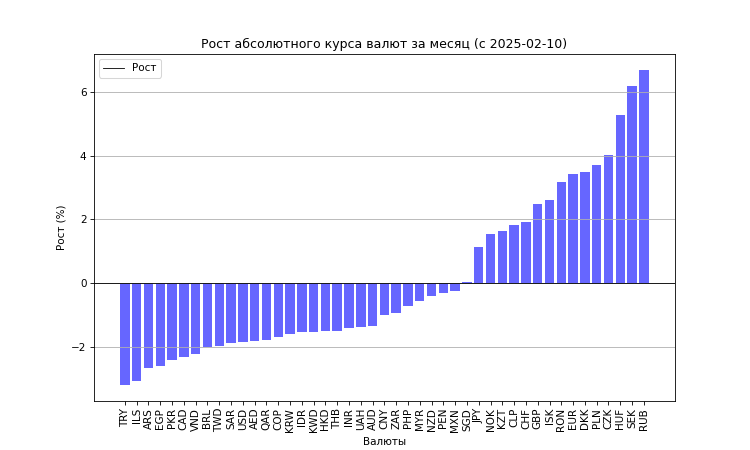 Рост абсолютного курса валют за месяц (с 2025-02-10)
Рост
Рост (%)
6
4
2
0
−2
TRY ILS ARS EGP PKR CAD VND BRL TWD SAR USD AED QAR COP KRW IDR KWD HKD THB INR UAH AUD CNY ZAR PHP MYR NZD PEN MXN SGD JPY NOK KZT CLP CHF GBP ISK RON EUR DKK PLN CZK HUF SEK RUB
Валюты